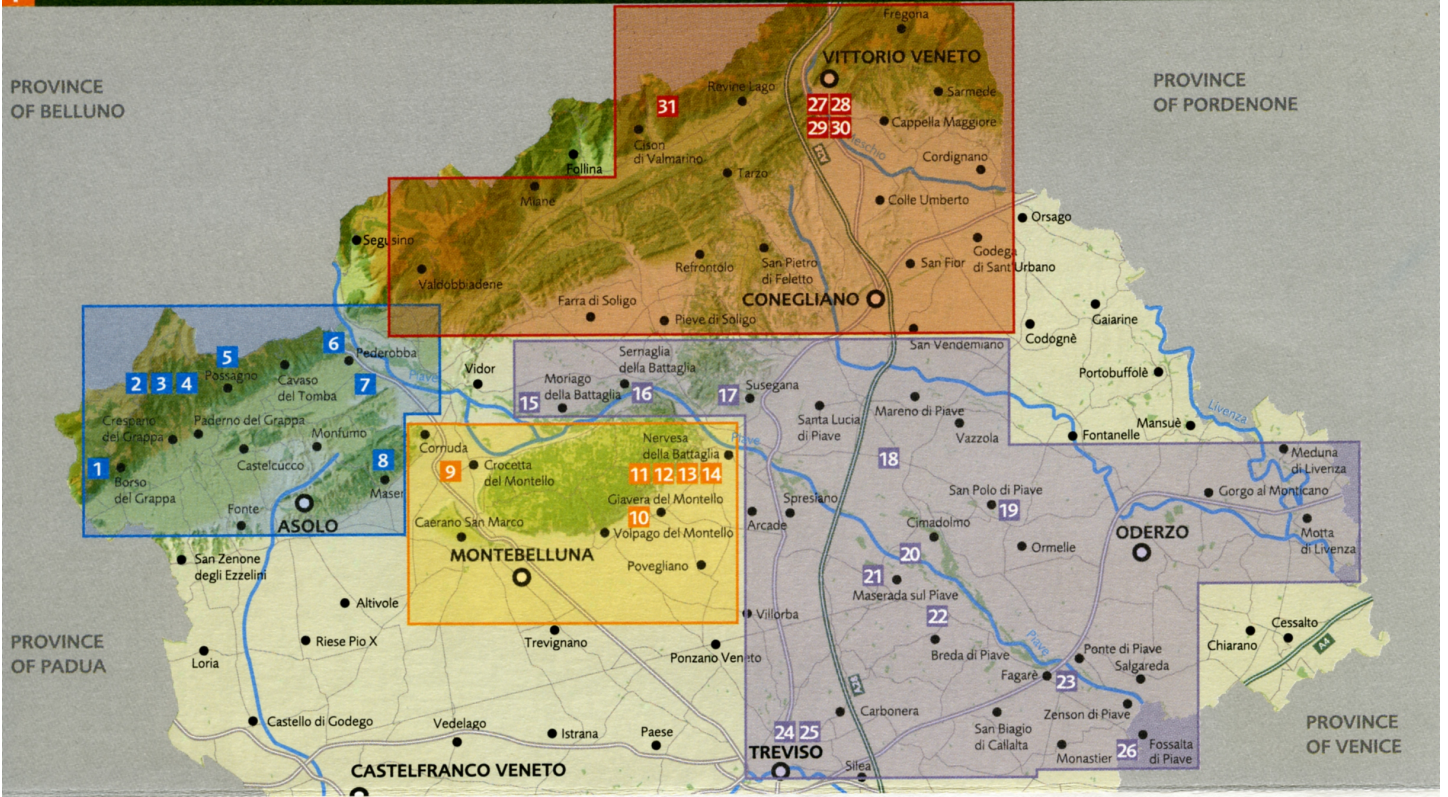 PROVINCE
OF BELLUNO
PROVINCE
OF PORDENONE
Fregona
VITTORIO VENETO
Revine Lago
Sarmede
31
27 28
29 30
Cappella Maggiore
Cison
di Valmarino
Meschio
Cordignano
Follina
Tarzo
Miane
Colle Umberto
Orsago
Segusino
Valdobbiadene
Refrontolo
San Pietro
di Feletto
San Fior
Godega
di Sant'Urbano
Farra di Soligo
CONEGLIANO
Pieve di Soligo
Gaiarine
Codognè
San Vendemiano
6
Pederobba
5
Possagno
Cavaso
del Tomba
2 3 4
7
Piave
Vidor
Sernaglia
della Battaglia
Moriago
della Battaglia
15
16
17
Susegana
Portobuffolè
Livenza
Crespano
del Grappa
Paderno del Grappa
Monfumo
Castelcucco
1
Borso
del Grappa
8
Maser
Fonte
ASOLO
Cornuda
9
Crocetta
del Montello
Nervesa
della Battaglia
11 12 13 14
Giavera del Montello
10
Caerano San Marco
Volpago del Montello
MONTEBELLUNA
Povegliano
Piave
Santa Lucia
di Piave
Mareno di Piave
Vazzola
Fontanelle
Mansuè
Meduna
di Livenza
18
San Polo di Piave
19
Gorgo al Monticano
Spresiano
Arcade
Cimadolmo
ODERZO
Motta
di Livenza
20
Ormelle
21
Maserada sul Piave
22
San Zenone
degli Ezzelini
Altivole
Riese Pio X
Trevignano
Villorba
Ponzano Veneto
Breda di Piave
Piave
Ponte di Piave
Salgareda
Fagarè
23
Chiarano
Cessalto
A4
PROVINCE
OF PADUA
Loria
Castello di Godego
Vedelago
Istrana
Paese
A27
A27
Carbonera
San Biagio
di Callalta
Zenson di Piave
24 25
TREVISO
Monastier
26
Fossalta
di Piave
Silea
CASTELFRANCO VENETO
PROVINCE
OF VENICE